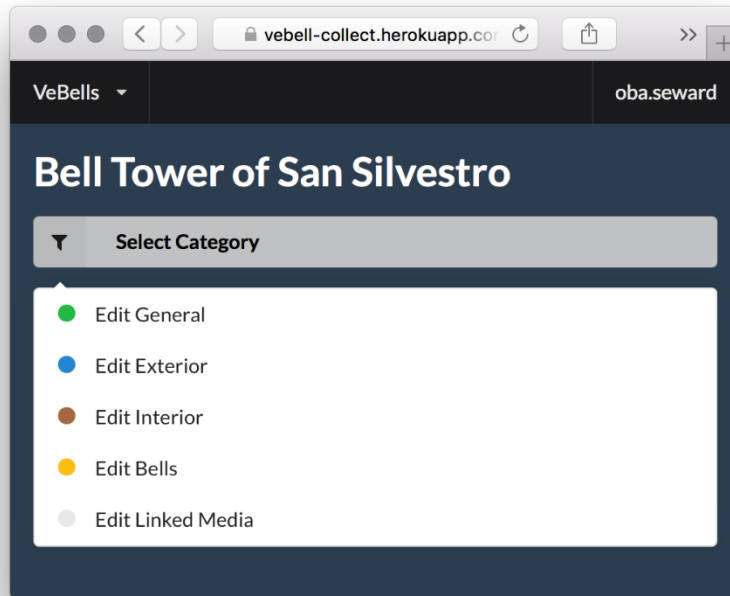 vebell-collect.herokuapp.co
VeBells
oba.seward
Bell Tower of San Silvestro
Select Category
Edit General
Edit Exterior
Edit Interior
Edit Bells
Edit Linked Media